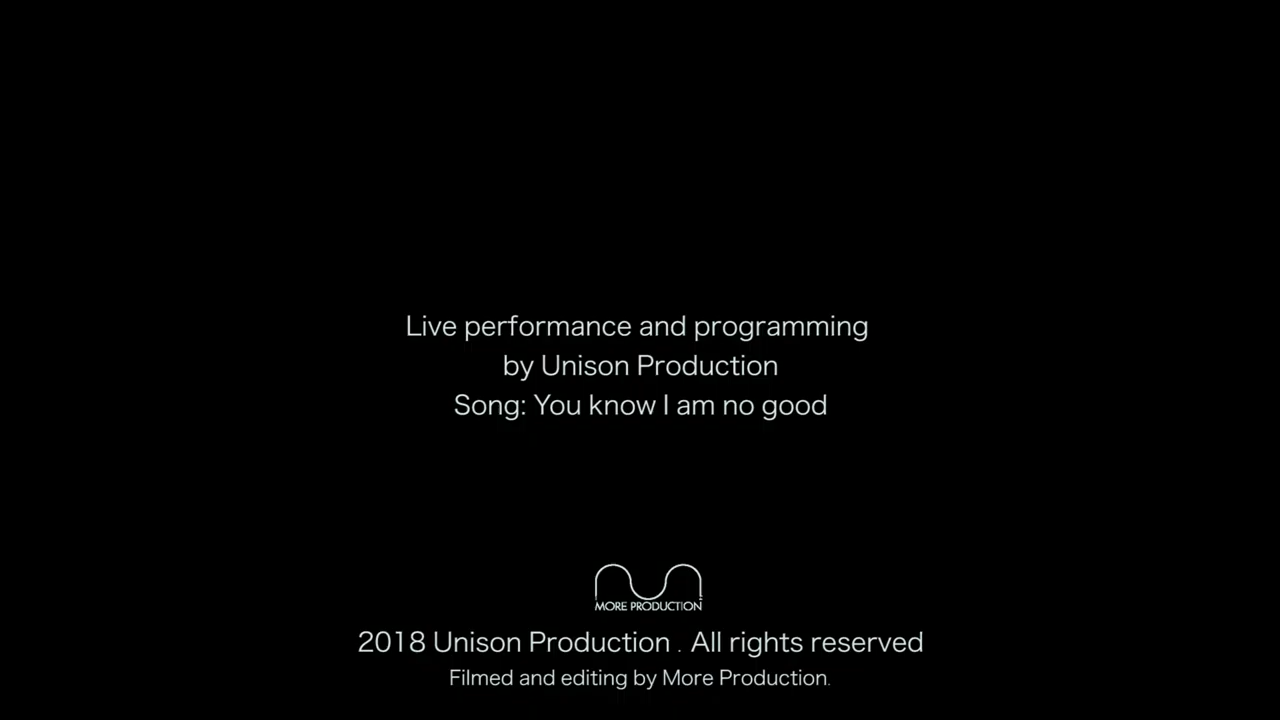 Live performance and programming
by Unison Production
Song: You know I am no good
MORE PRODUCTION
2018 Unison Production . All rights reserved
Filmed and editing by More Production.